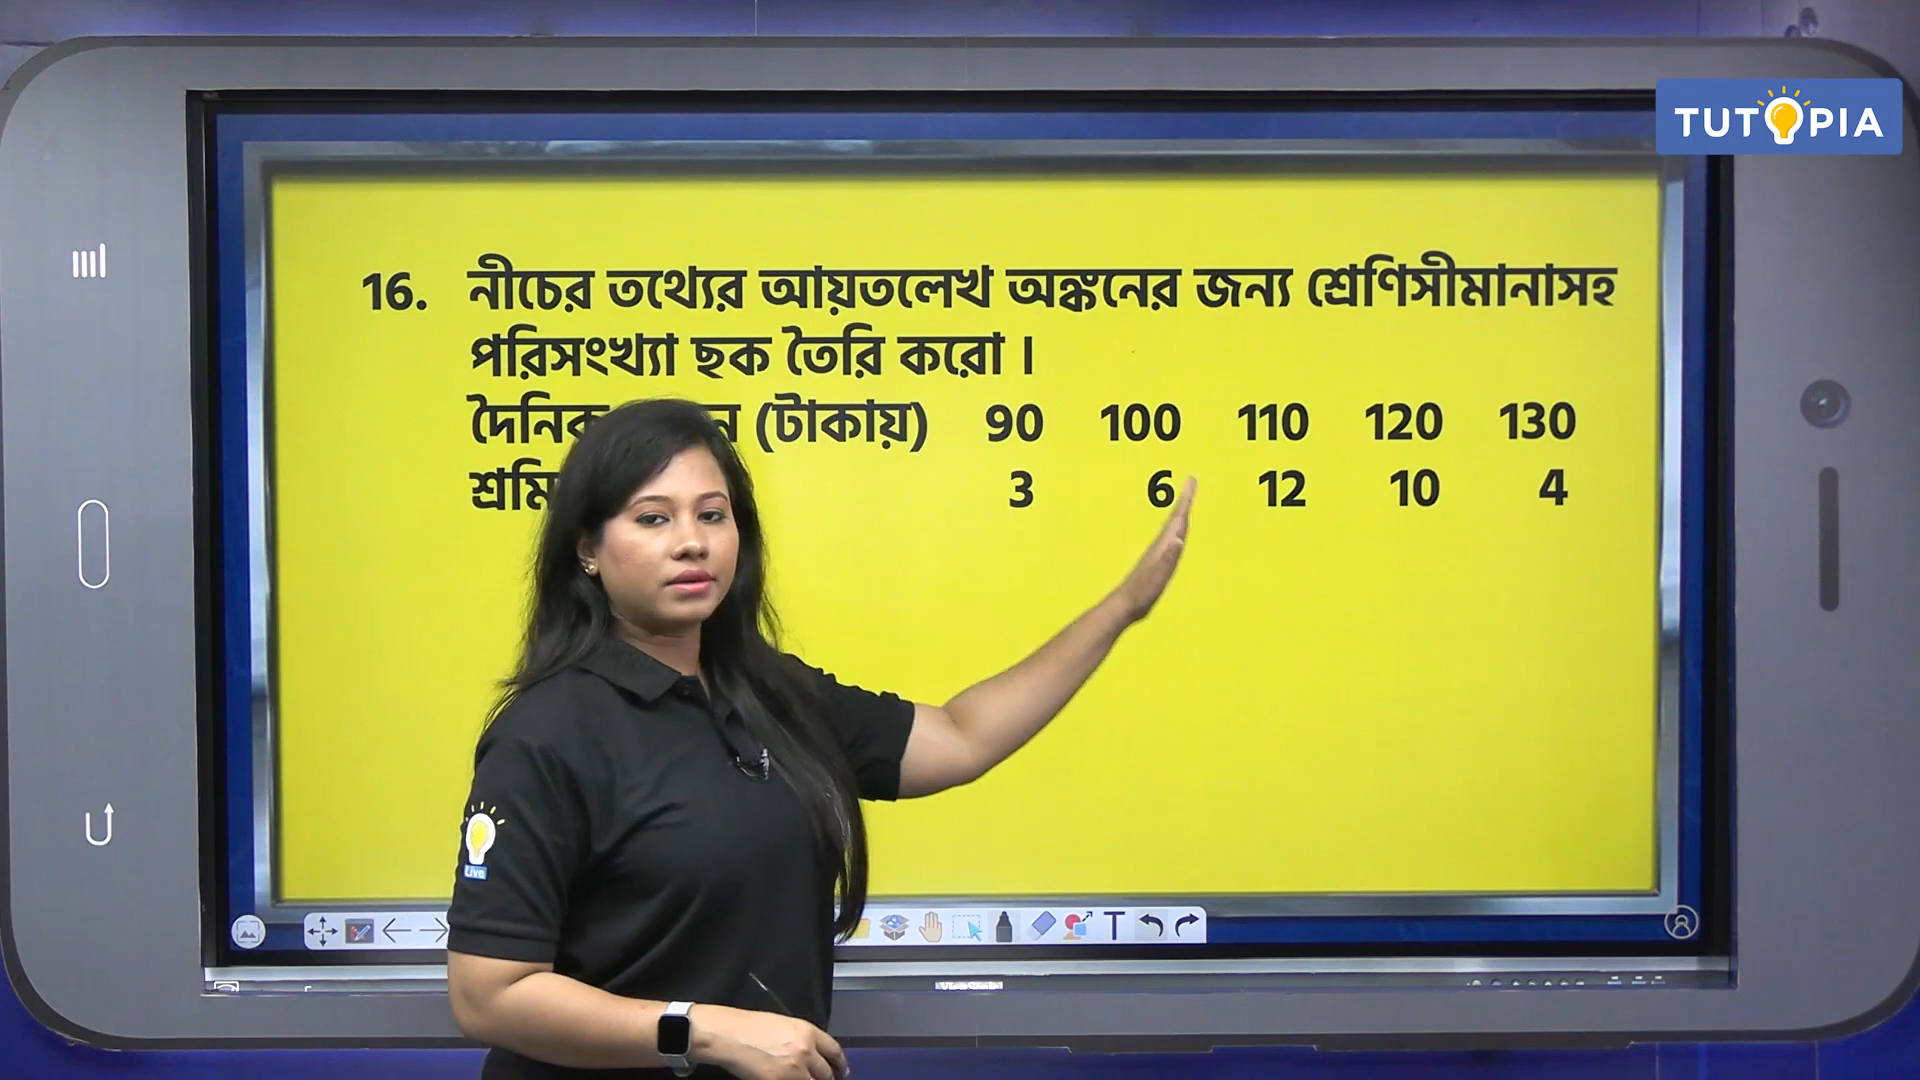 TUTOPIA
16. নীচের তথ্যের আয়তলেখ অঙ্কনের জন্য শ্রেণিসীমানাসহ
পরিসংখ্যা ছক তৈরি করো ।
(টাকায়) 90 100 110 120 130
3 6 12 10 4
Live